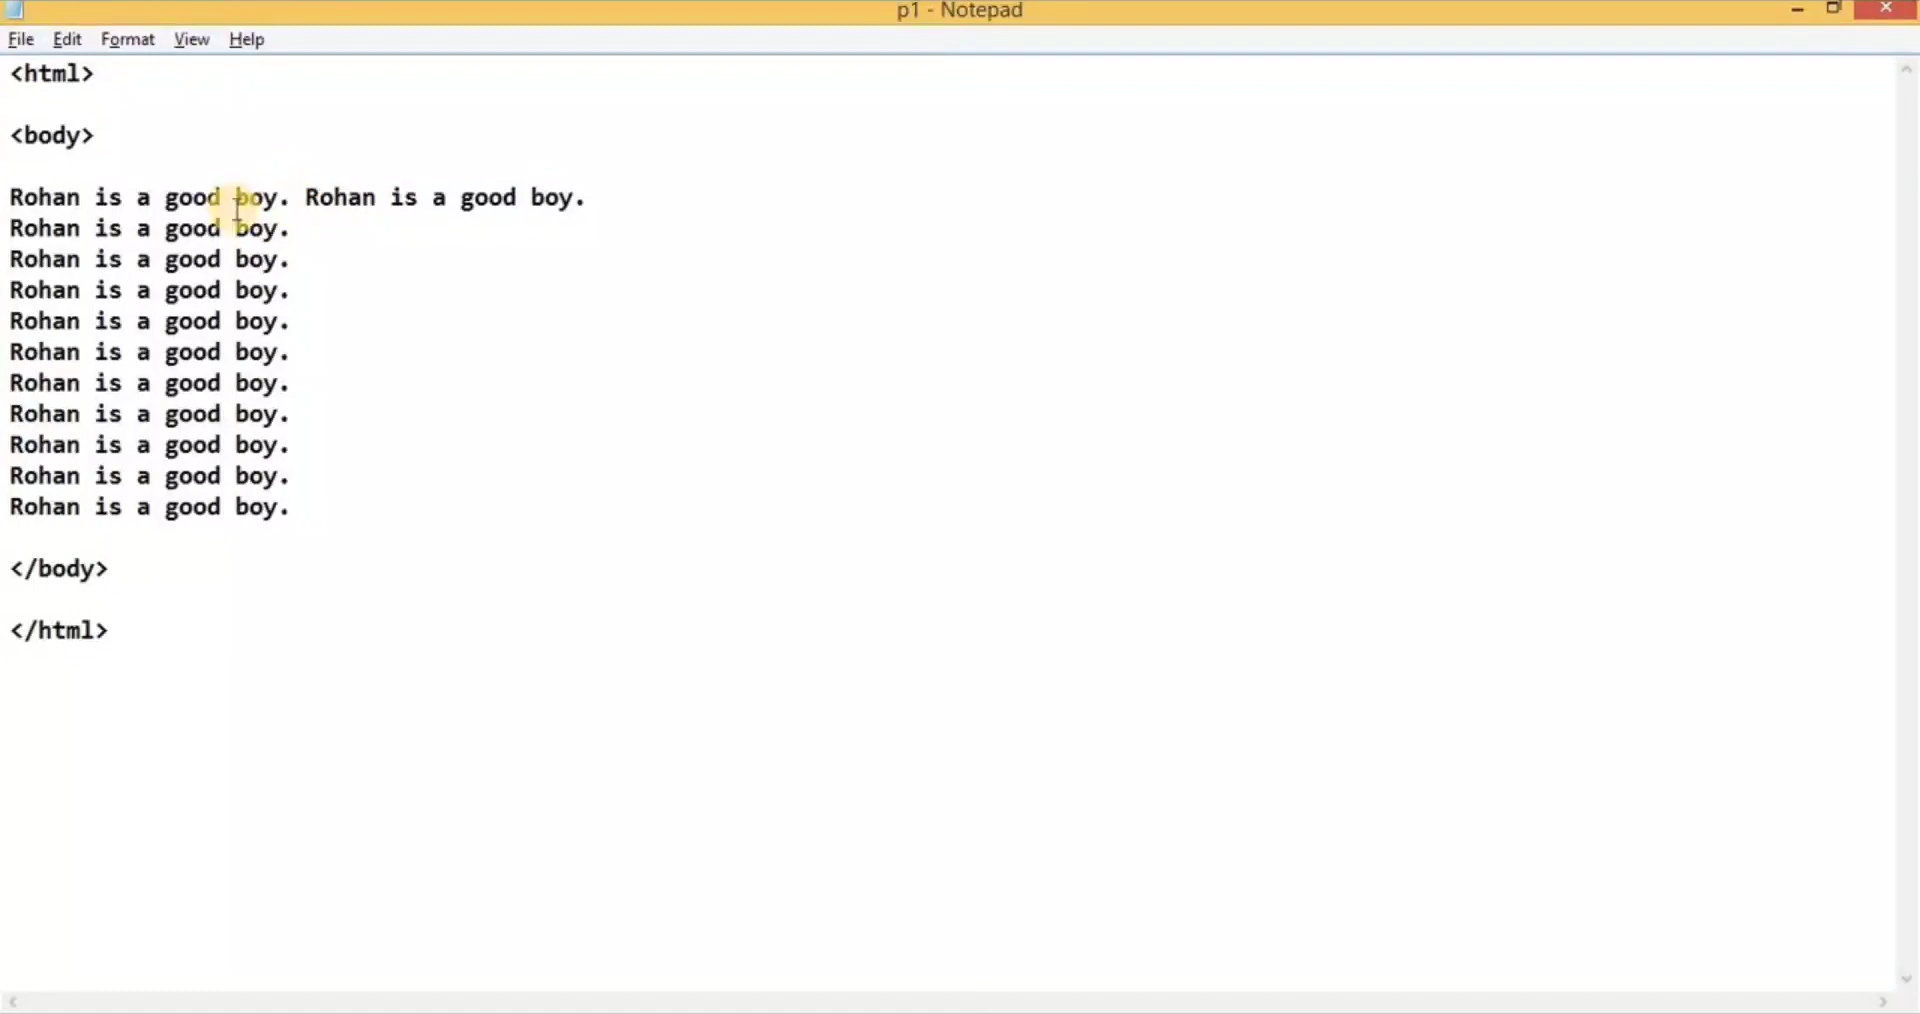 p1 - Notepad
File Edit Format View Help
<html>
<body>
Rohan is a good boy. Rohan is a good boy.
Rohan is a good boy.
Rohan is a good boy.
Rohan is a good boy.
Rohan is a good boy.
Rohan is a good boy.
Rohan is a good boy.
Rohan is a good boy.
Rohan is a good boy.
Rohan is a good boy.
Rohan is a good boy.
</body>
</html>